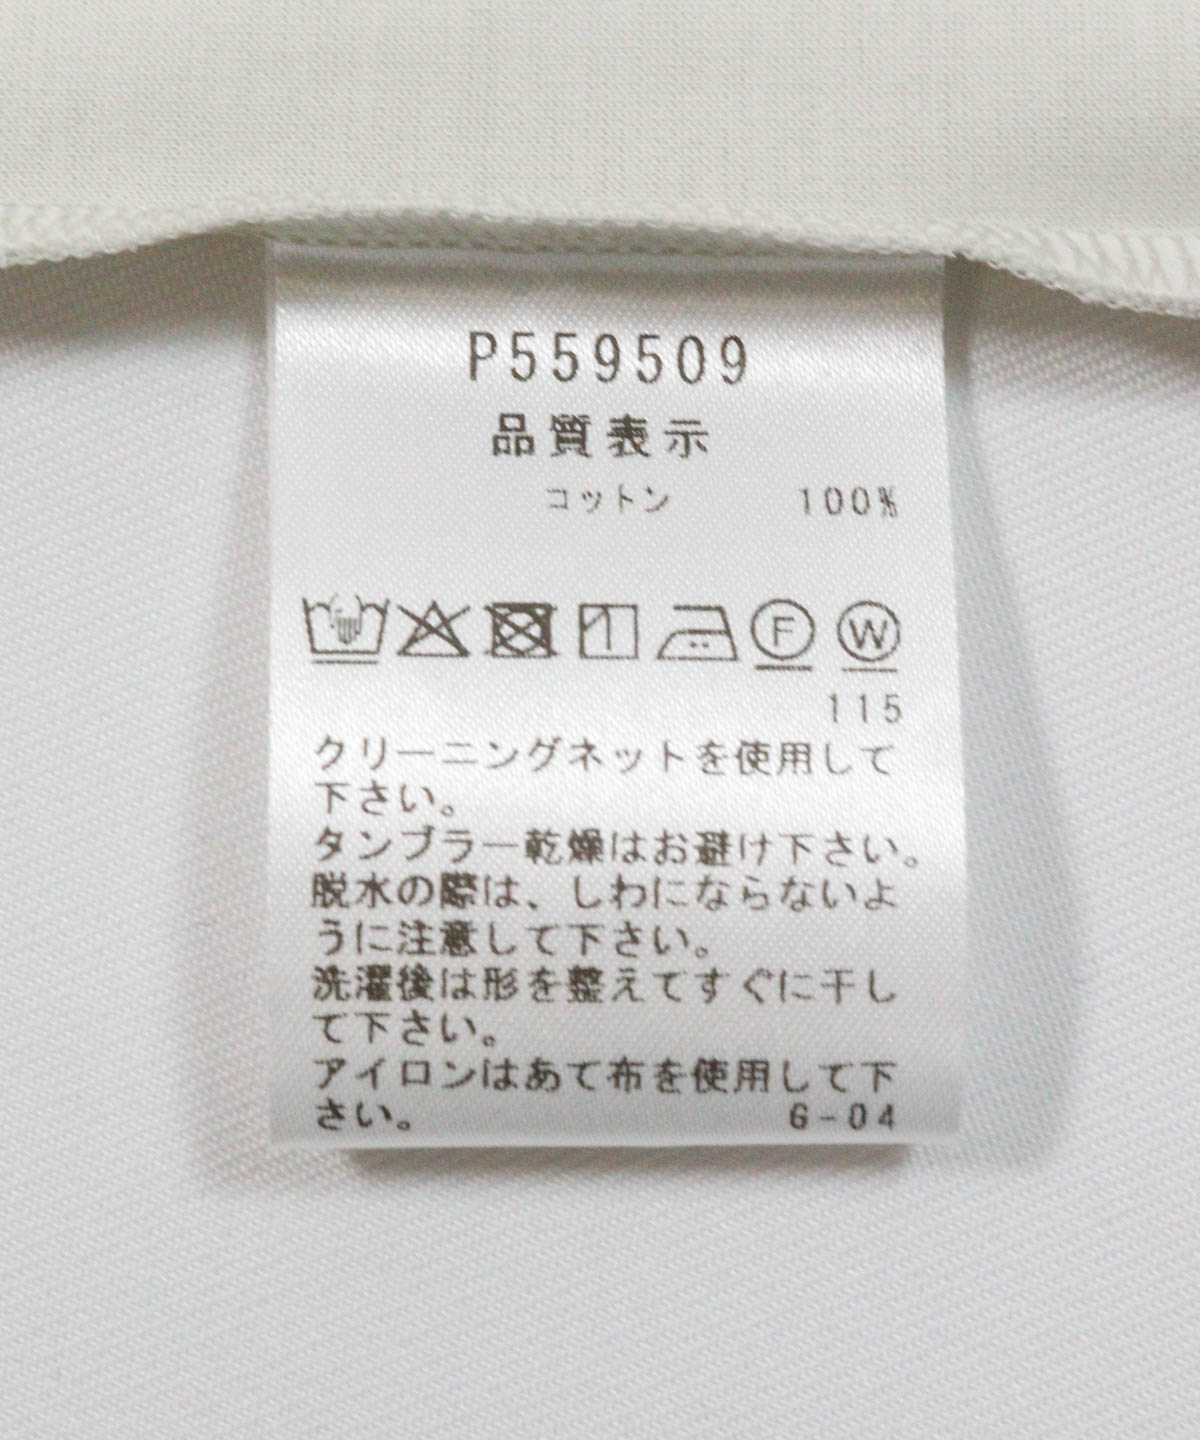 P559509
品質表示
コットン 100%
F W
115
クリーニングネットを使用して
下さい。
タンブラー乾燥はお避け下さい。
脱水の際は、しわにならないよ
うに注意して下さい。
洗濯後は形を整えてすぐに干し
て下さい。
アイロンはあて布を使用して下
さい。 G-04